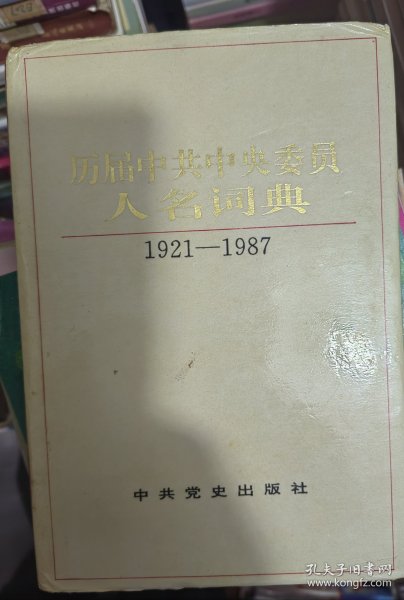 历届中共中央委员
人名词典
1921—1987
中共党史出版社
孔夫子旧书网
www.kongfz.com